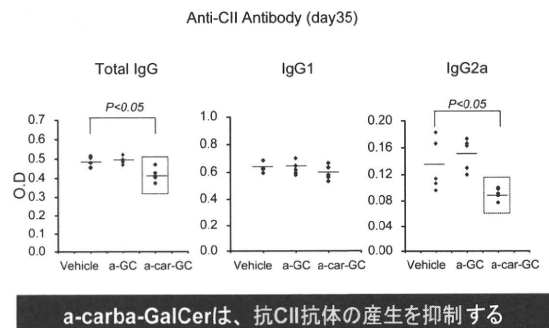 Anti-CII Antibody (day35)
Total IgG
IgG1
IgG2a
P<0.05
P<0.05
O.D
0.7
0.6
0.5
0.4
0.3
0.2
0.1
0.0
1.0
0.8
0.6
0.4
0.2
0.0
0.20
0.16
0.12
0.08
0.04
0.00
Vehicle a-GC a-car-GC
Vehicle a-GC a-car-GC
Vehicle a-GC a-car-GC
a-carba-GalCerは、抗CII抗体の産生を抑制する